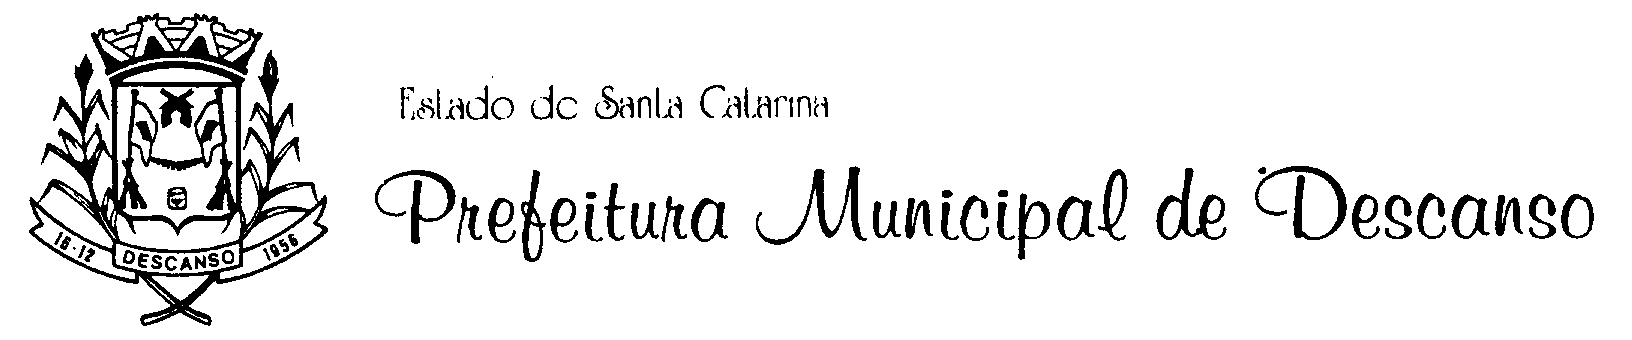 Estado de Santa Catarina
Prefeitura Municipal de Descanso
16-12 DESCANSO 1956